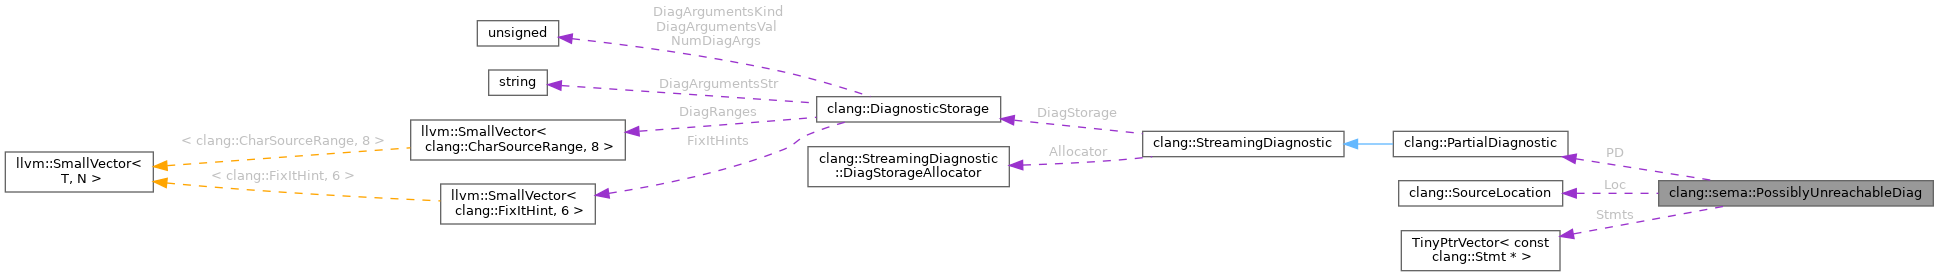 DiagArgumentsKind
DiagArgumentsVal
NumDiagArgs
unsigned
string
DiagArgumentsStr
clang::DiagnosticStorage
DiagRanges
DiagStorage
llvm::SmallVector<
clang::CharSourceRange, 8 >
< clang::CharSourceRange, 8 >
FixItHints
clang::StreamingDiagnostic
clang::PartialDiagnostic
Allocator
PD
llvm::SmallVector<
T, N >
clang::StreamingDiagnostic
::DiagStorageAllocator
< clang::FixItHint, 6 >
Loc
clang::SourceLocation
clang::sema::PossiblyUnreachableDiag
llvm::SmallVector<
clang::FixItHint, 6 >
Stmts
TinyPtrVector< const
clang::Stmt * >